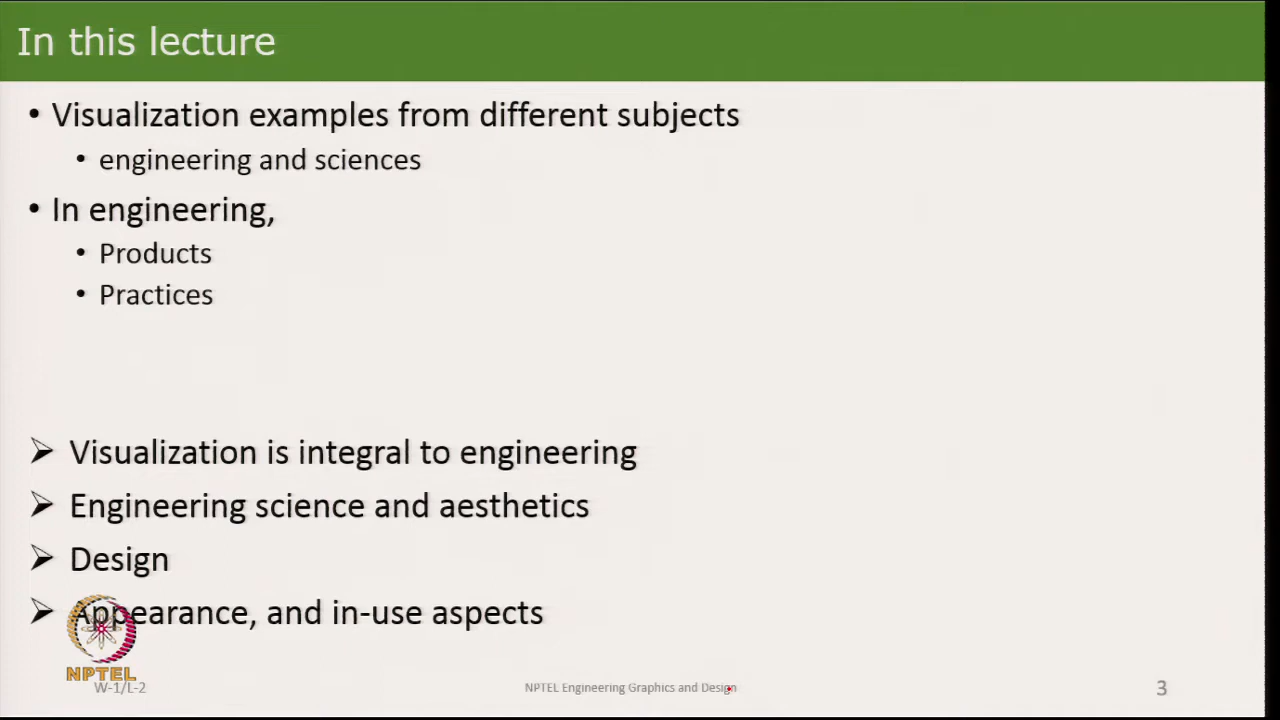 In this lecture
• Visualization examples from different subjects
• engineering and sciences
• In engineering,
• Products
• Practices
➢ Visualization is integral to engineering
➢ Engineering science and aesthetics
➢ Design
➢ Appearance, and in-use aspects
NPTEL
W-1/L-2
NPTEL Engineering Graphics and Design
3